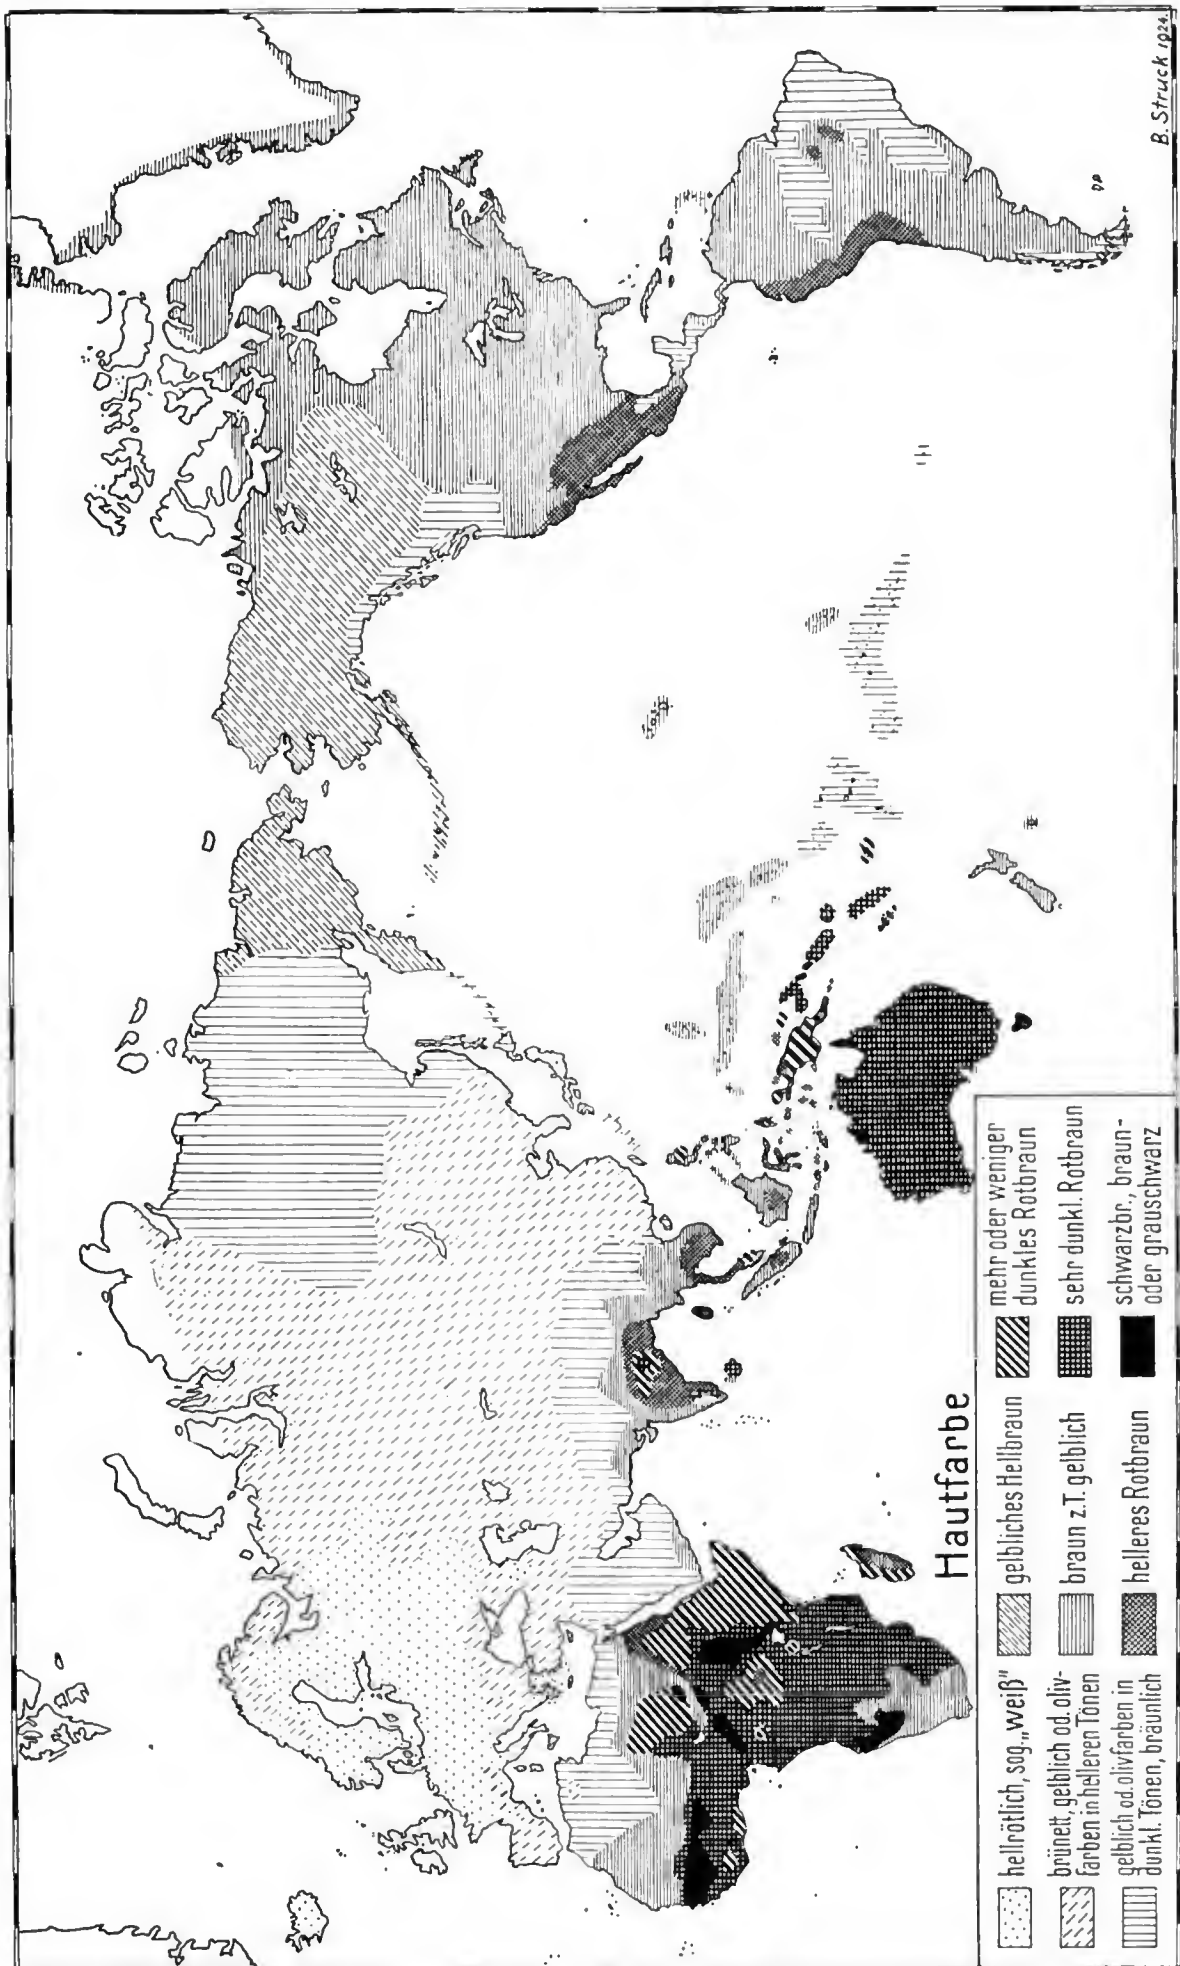 Hautfarbe
hellrötlich, sog. „weiß"
brünett, gelblich od. oliv-
farben in helleren Tönen
gelblich od. olivfarben in
dunkl. Tönen, bräunlich
gelbliches Hellbraun
braun z.T. gelblich
helleres Rotbraun
mehr oder weniger
dunkles Rotbraun
sehr dunkl. Rotbraun
schwarzbr., braun-
oder grauschwarz
B. Struck 1924.